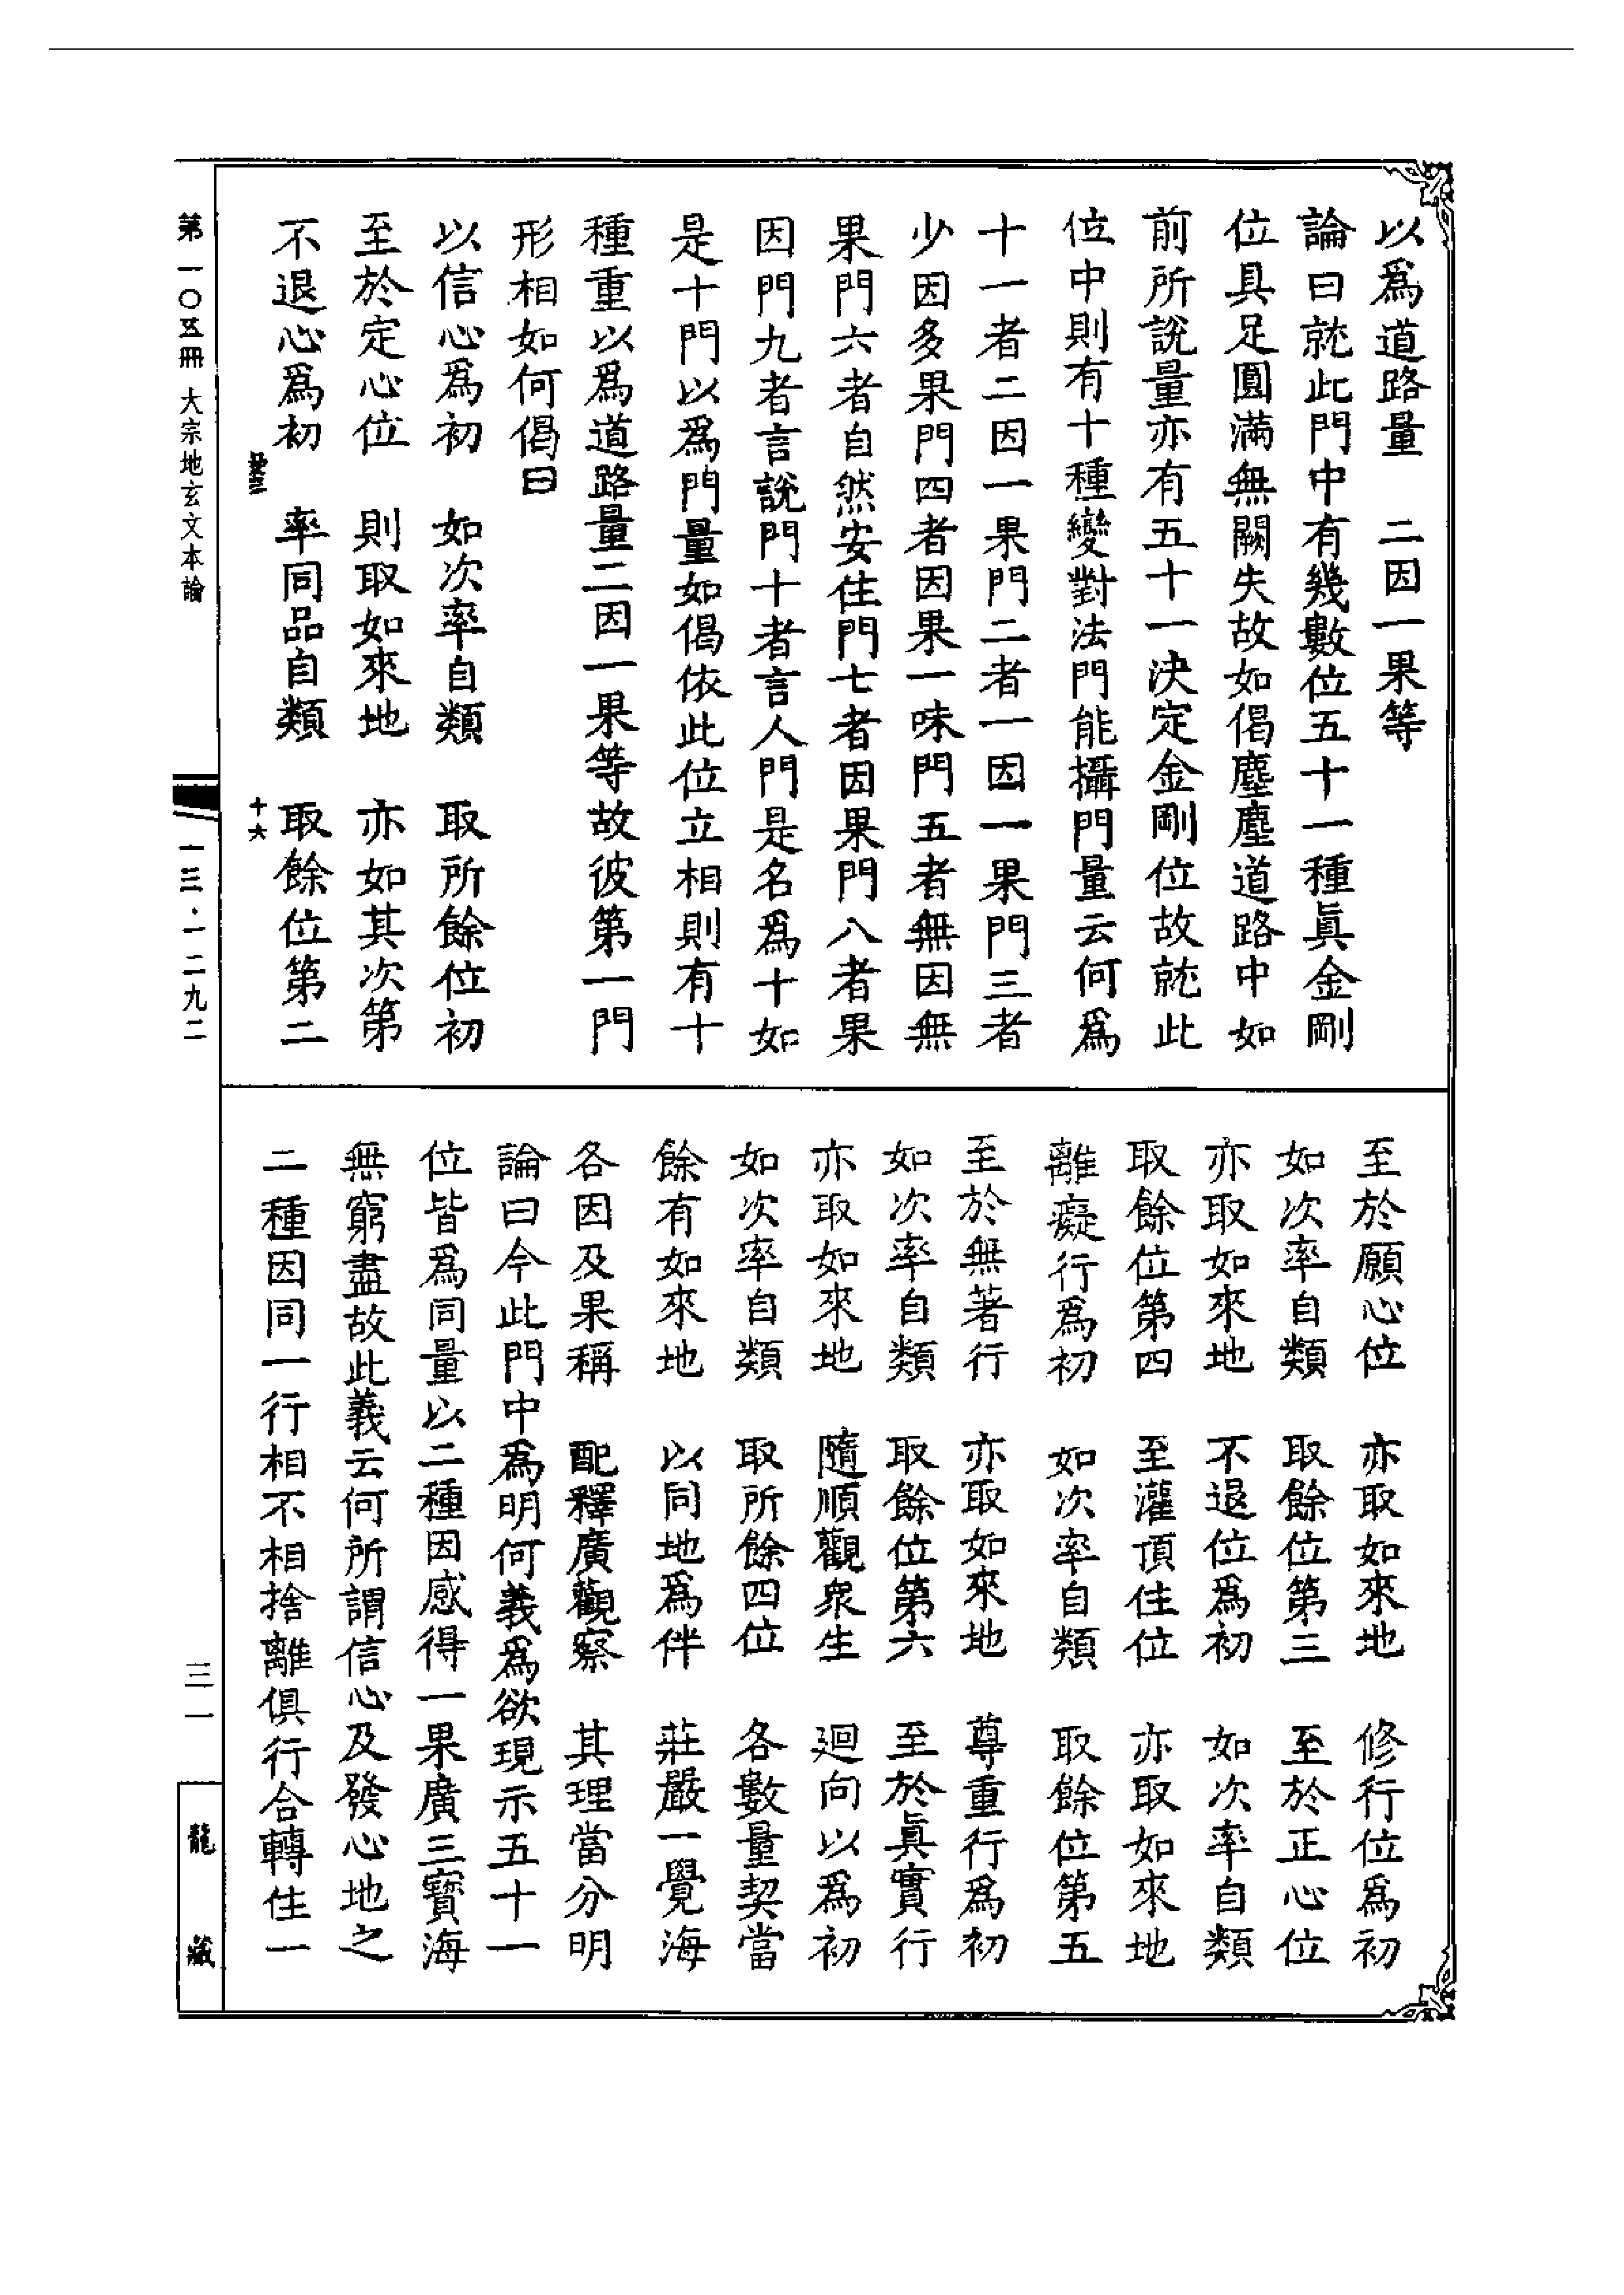 以爲道路量　二因一果等
論曰就此門中有幾數位五十一種眞金剛
位具足圓滿無闕失故如偈塵塵道路中如
前所說量亦有五十一決定金剛位故就此
位中則有十種變對法門能攝門量云何爲
十一者二因一果門二者一因一果門三者
少因多果門四者因果一味門五者無因無
果門六者自然安住門七者因果門八者果
因門九者言說門十者言人門是名爲十如
是十門以爲門量如偈依此位立相則有十
種重以爲道路量二因一果等故彼第一門
形相如何偈曰
以信心爲初　如次率自類　取所餘位初
至於定心位　則取如來地　亦如其次第
不退心爲初　率同品自類　取餘位第二
十六
至於願心位　亦取如來地　修行位爲初
如次率自類　取餘位第三　至於正心位
亦取如來地　不退位爲初　如次率自類
取餘位第四　至灌頂住位　亦取如來地
離癡行爲初　如次率自類　取餘位第五
至於無著行　亦取如來地　尊重行爲初
如次率自類　取餘位第六　至於眞實行
亦取如來地　隨順觀衆生　迴向以爲初
如次率自類　取所餘四位　各數量契當
餘有如來地　以同地爲伴　莊嚴一覺海
各因及果稱　配釋廣觀察　其理當分明
論曰今此門中爲明何義爲欲現示五十一
位皆爲同量以二種因感得一果廣三寶海
無窮盡故此義云何所謂信心及發心地之
二種因同一行相不相捨離俱行合轉住一
第一〇五冊　大宗地玄文本論
一三·一二九二
三一
龍藏